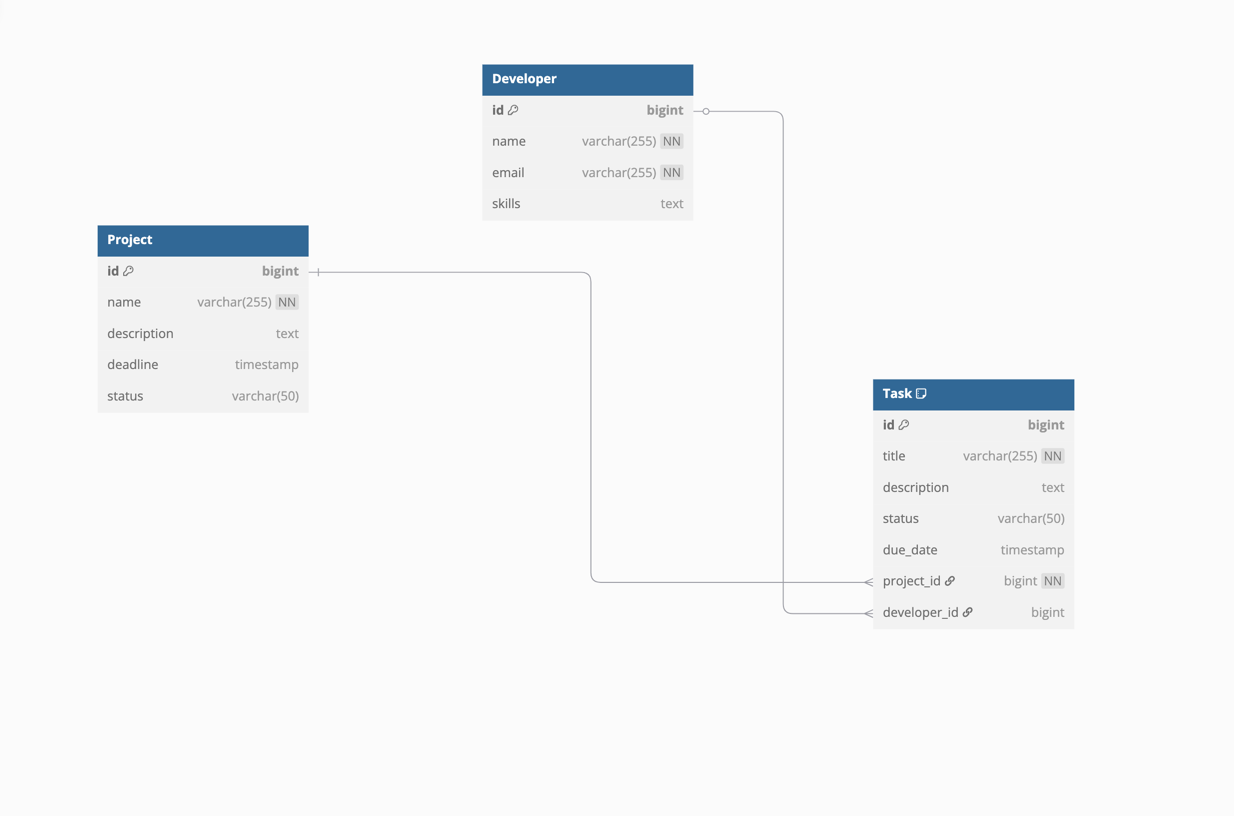 Developer
id bigint
name varchar(255) NN
email varchar(255) NN
skills text
Project
id bigint
name varchar(255) NN
description text
deadline timestamp
status varchar(50)
Task
id bigint
title varchar(255) NN
description text
status varchar(50)
due_date timestamp
project_id bigint NN
developer_id bigint